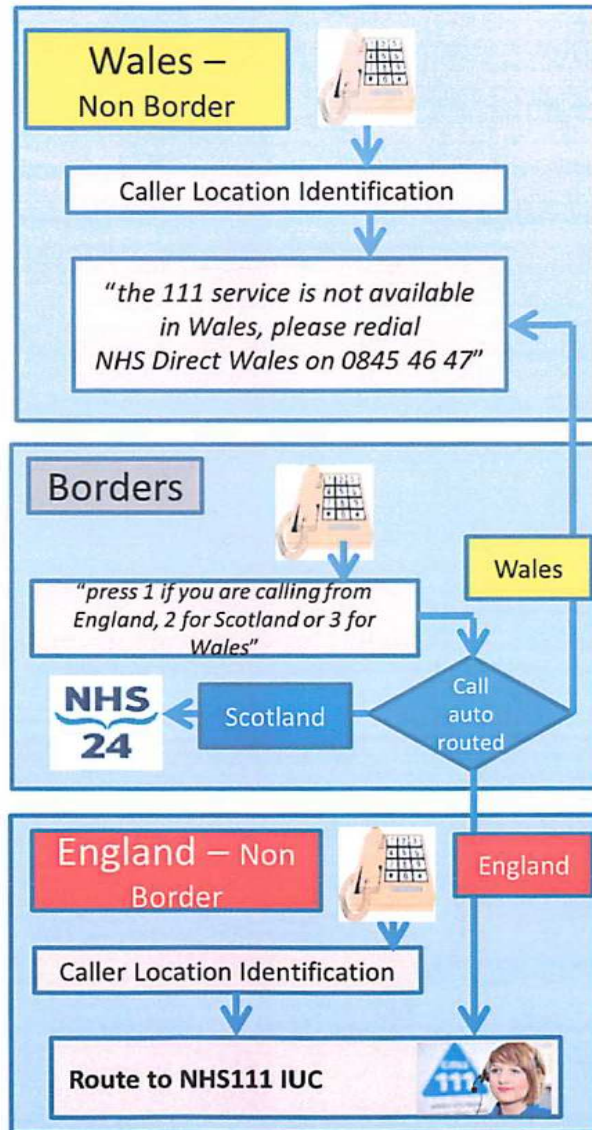 Wales –
Non Border
Caller Location Identification
“the 111 service is not available
in Wales, please redial
NHS Direct Wales on 0845 46 47”
Borders
“press 1 if you are calling from
England, 2 for Scotland or 3 for
Wales”
Wales
Call
auto
routed
Scotland
NHS
24
England – Non
Border
England
Caller Location Identification
Route to NHS111 IUC
111